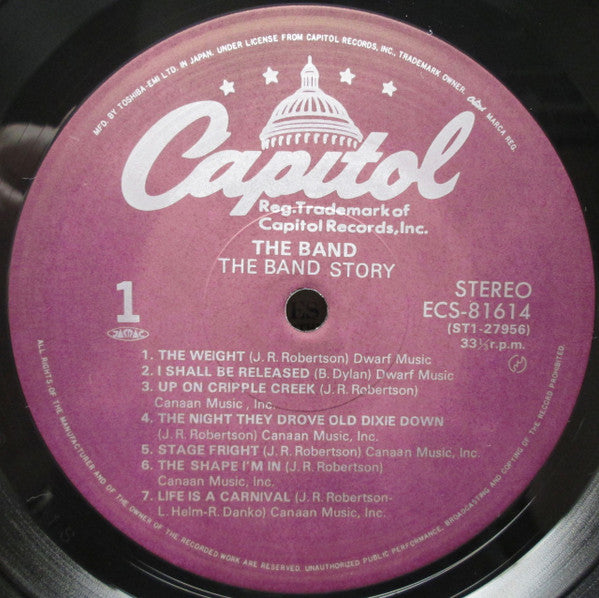 MFD. BY TOSHIBA-EMI LTD. IN JAPAN. UNDER LICENSE FROM CAPITOL RECORDS, INC., TRADEMARK OWNER. Capitol MARCA REG.
Capitol
Reg.Trademark of
Capitol Records,Inc.
THE BAND
THE BAND STORY
1
JASRAC
STEREO
ECS-81614
(ST1-27956)
33⅓r.p.m.
1. THE WEIGHT (J. R. Robertson) Dwarf Music
2. I SHALL BE RELEASED (B. Dylan) Dwarf Music
3. UP ON CRIPPLE CREEK (J. R. Robertson)
Canaan Music , Inc.
4. THE NIGHT THEY DROVE OLD DIXIE DOWN
(J. R. Robertson) Canaan Music, Inc.
5. STAGE FRIGHT (J. R. Robertson) Canaan Music, Inc.
6. THE SHAPE I'M IN (J. R. Robertson)
Canaan Music, Inc.
7. LIFE IS A CARNIVAL (J. R. Robertson-
L. Helm-R. Danko) Canaan Music, Inc.
ALL RIGHTS OF THE MANUFACTURER AND OF THE OWNER OF THE RECORDED WORK ARE RESERVED. UNAUTHORIZED PUBLIC PERFORMANCE, BROADCASTING AND COPYING OF THE RECORD PROHIBITED.